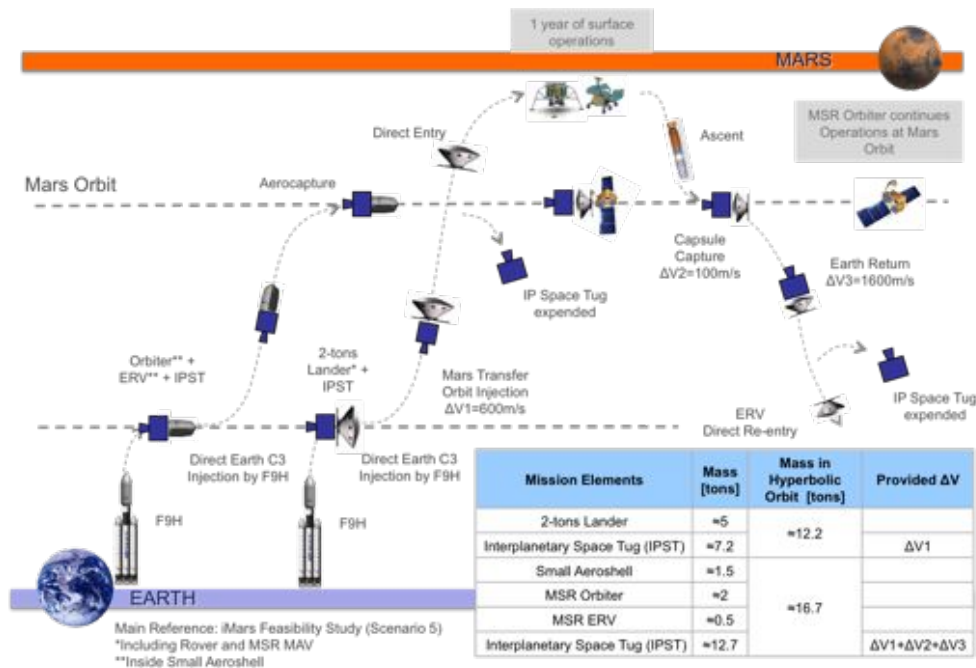 1 year of surface
operations
MARS
MSR Orbiter continues
Operations at Mars
Orbit
Direct Entry
Ascent
Mars Orbit
Aerocapture
Capsule
Capture
ΔV2=100m/s
Earth Return
ΔV3=1600m/s
IP Space Tug
expended
Orbiter** +
ERV** + IPST
2-tons
Lander* +
IPST
Mars Transfer
Orbit Injection
ΔV1=600m/s
IP Space Tug
expended
ERV
Direct Re-entry
Direct Earth C3
Injection by F9H
Direct Earth C3
Injection by F9H
F9H
F9H
Mission Elements Mass [tons] Mass in Hyperbolic Orbit [tons] Provided ΔV
2-tons Lander ≈5 ≈12.2
Interplanetary Space Tug (IPST) ≈7.2 ΔV1
Small Aeroshell ≈1.5 ≈16.7
MSR Orbiter ≈2
MSR ERV ≈0.5
Interplanetary Space Tug (IPST) ≈12.7 ΔV1+ΔV2+ΔV3
EARTH
Main Reference: iMars Feasibility Study (Scenario 5)
*Including Rover and MSR MAV
**Inside Small Aeroshell